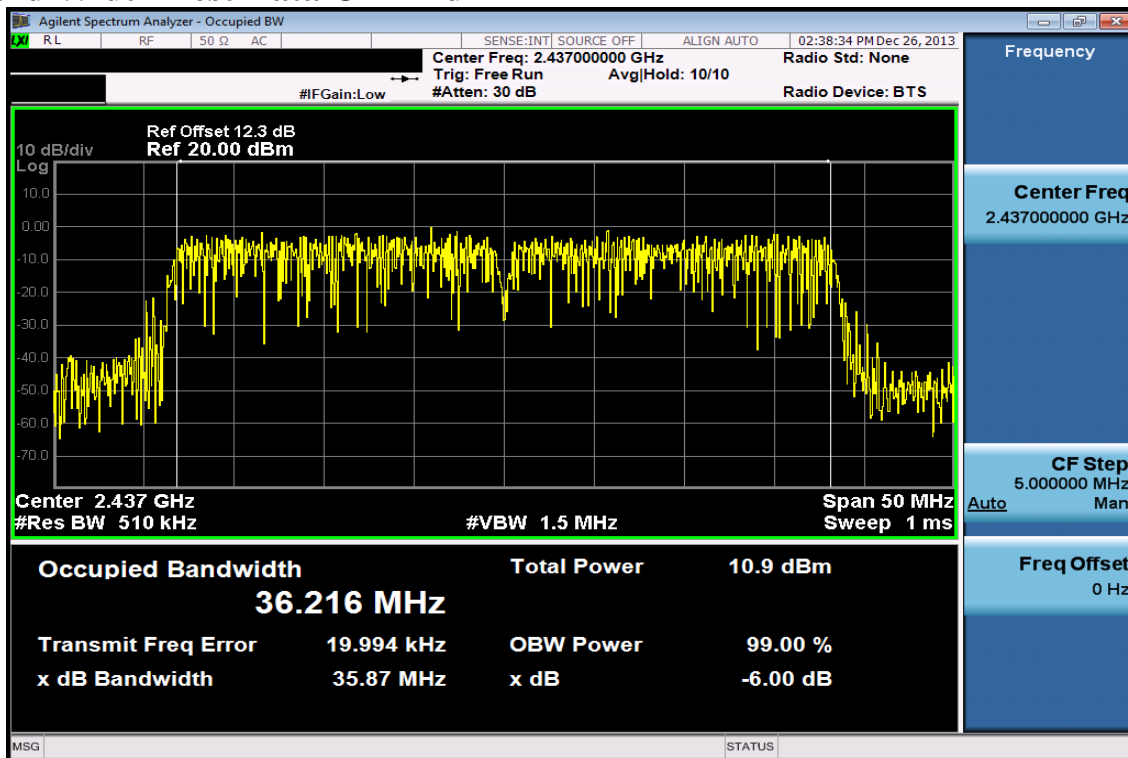 Agilent Spectrum Analyzer - Occupied BW
LXI RL RF 50 Ω AC SENSE:INT SOURCE OFF ALIGN AUTO 02:38:34 PM Dec 26, 2013
Center Freq: 2.437000000 GHz Radio Std: None
Trig: Free Run Avg|Hold: 10/10
#IFGain:Low #Atten: 30 dB Radio Device: BTS
Ref Offset 12.3 dB
10 dB/div Ref 20.00 dBm
Log
10.0
0.00
-10.0
-20.0
-30.0
-40.0
-50.0
-60.0
-70.0
Center 2.437 GHz Span 50 MHz
#Res BW 510 kHz #VBW 1.5 MHz Sweep 1 ms
Occupied Bandwidth Total Power 10.9 dBm
36.216 MHz
Transmit Freq Error 19.994 kHz OBW Power 99.00 %
x dB Bandwidth 35.87 MHz x dB -6.00 dB
MSG STATUS
Frequency
Center Freq
2.437000000 GHz
CF Step
5.000000 MHz
Auto Man
Freq Offset
0 Hz